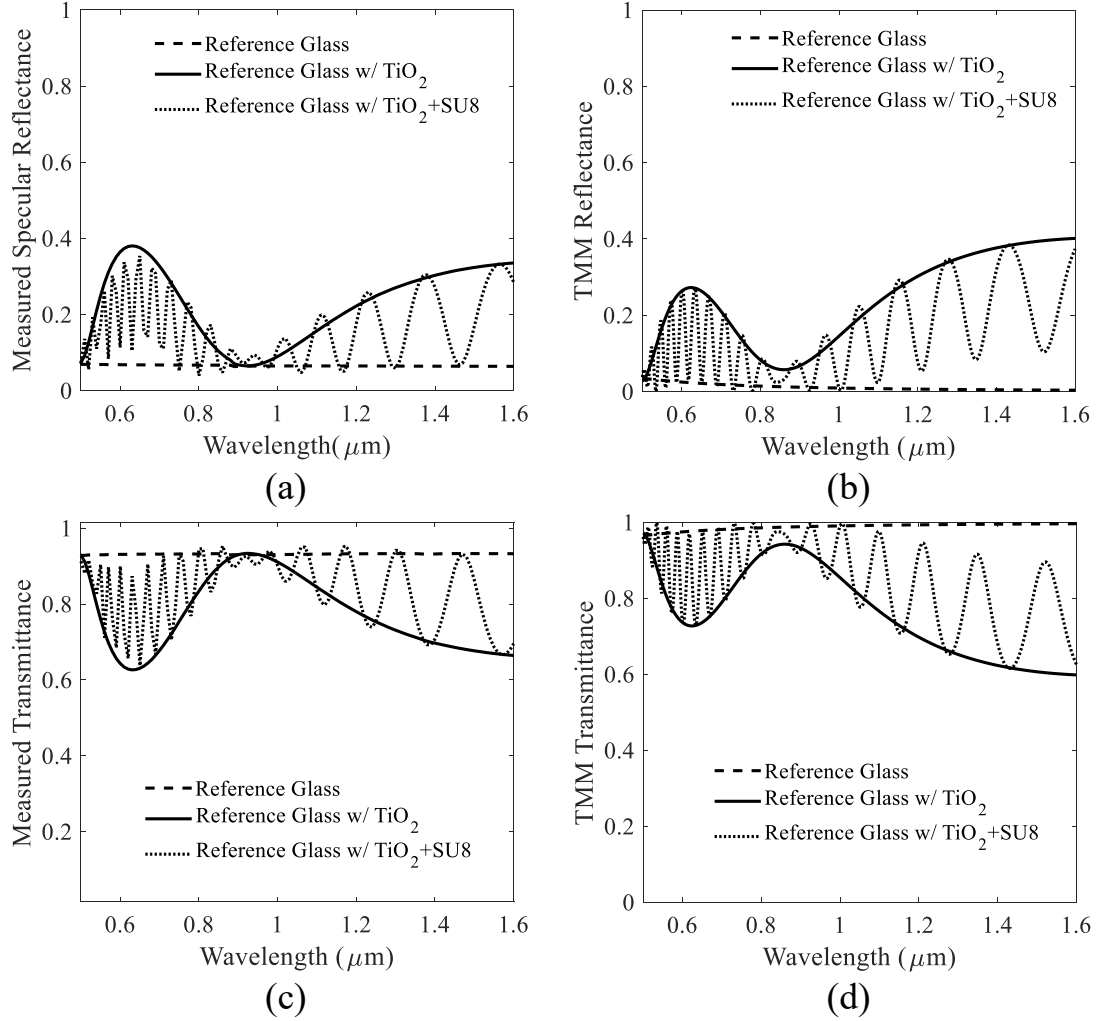 Measured Specular Reflectance
1
0.8
0.6
0.4
0.2
0
Reference Glass
Reference Glass w/ TiO2
Reference Glass w/ TiO2+SU8
0.6 0.8 1 1.2 1.4 1.6
Wavelength( μm)
(a)
TMM Reflectance
1
0.8
0.6
0.4
0.2
0
Reference Glass
Reference Glass w/ TiO2
Reference Glass w/ TiO2+SU8
0.6 0.8 1 1.2 1.4 1.6
Wavelength ( μm)
(b)
Measured Transmittance
1
0.8
0.6
0.4
0.2
Reference Glass
Reference Glass w/ TiO2
Reference Glass w/ TiO2+SU8
0.6 0.8 1 1.2 1.4 1.6
Wavelength ( μm)
(c)
TMM Transmittance
1
0.8
0.6
0.4
0.2
0
Reference Glass
Reference Glass w/ TiO2
Reference Glass w/ TiO2+SU8
0.6 0.8 1 1.2 1.4 1.6
Wavelength ( μm)
(d)